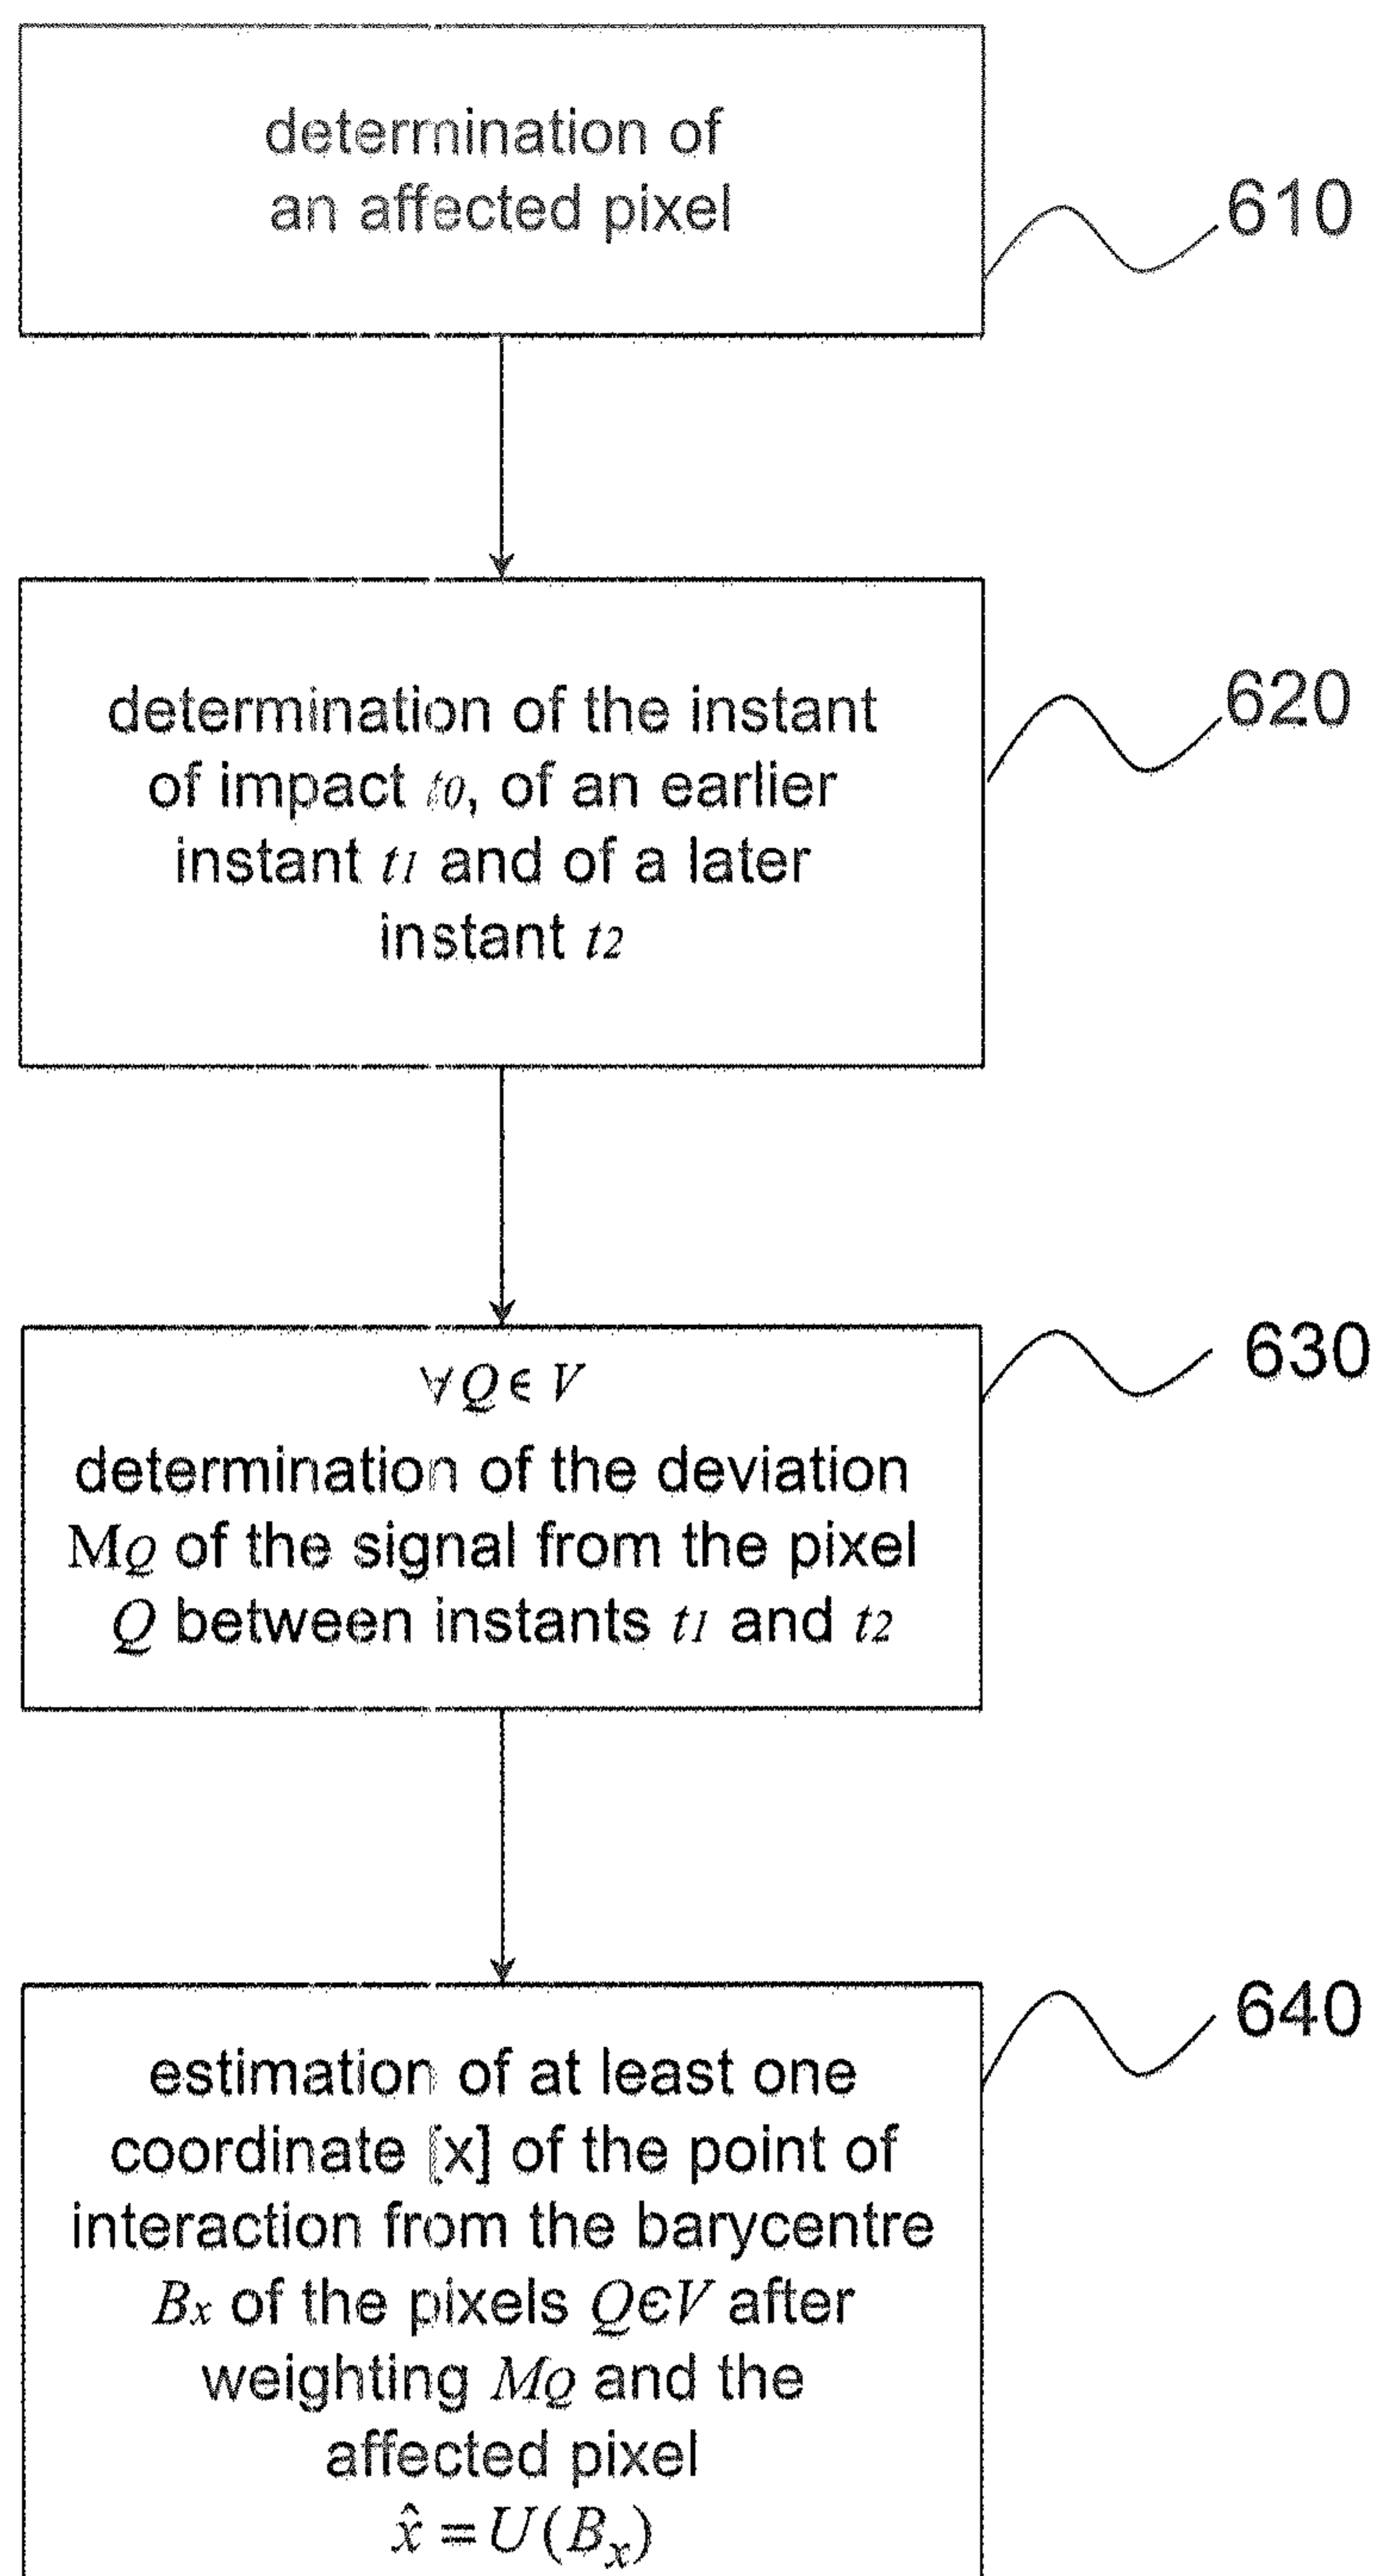 determination of
an affected pixel
610
determination of the instant
of impact t0, of an earlier
instant t1 and of a later
instant t2
620
∀Q∈V
determination of the deviation
MQ of the signal from the pixel
Q between instants t1 and t2
630
estimation of at least one
coordinate [x] of the point of
interaction from the barycentre
Bx of the pixels Q∈V after
weighting MQ and the
affected pixel
x̂ = U(Bx)
640